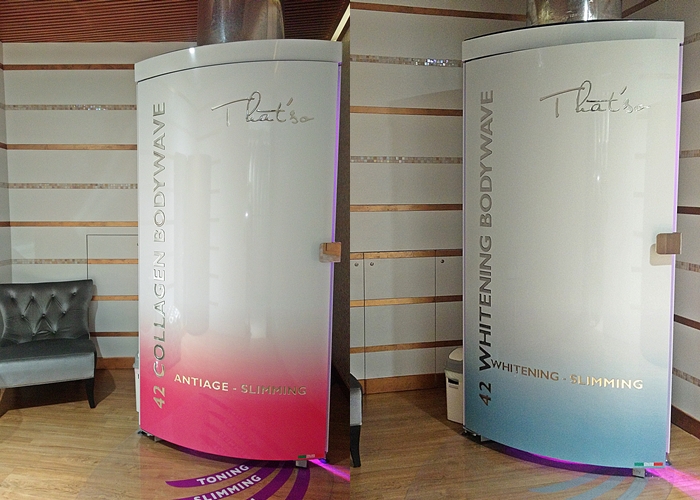 That'so
42 COLLAGEN BODYWAVE
ANTIAGE - SLIMMING
TONING
SLIMMING
That'so
42 WHITENING BODYWAVE
WHITENING - SLIMMING